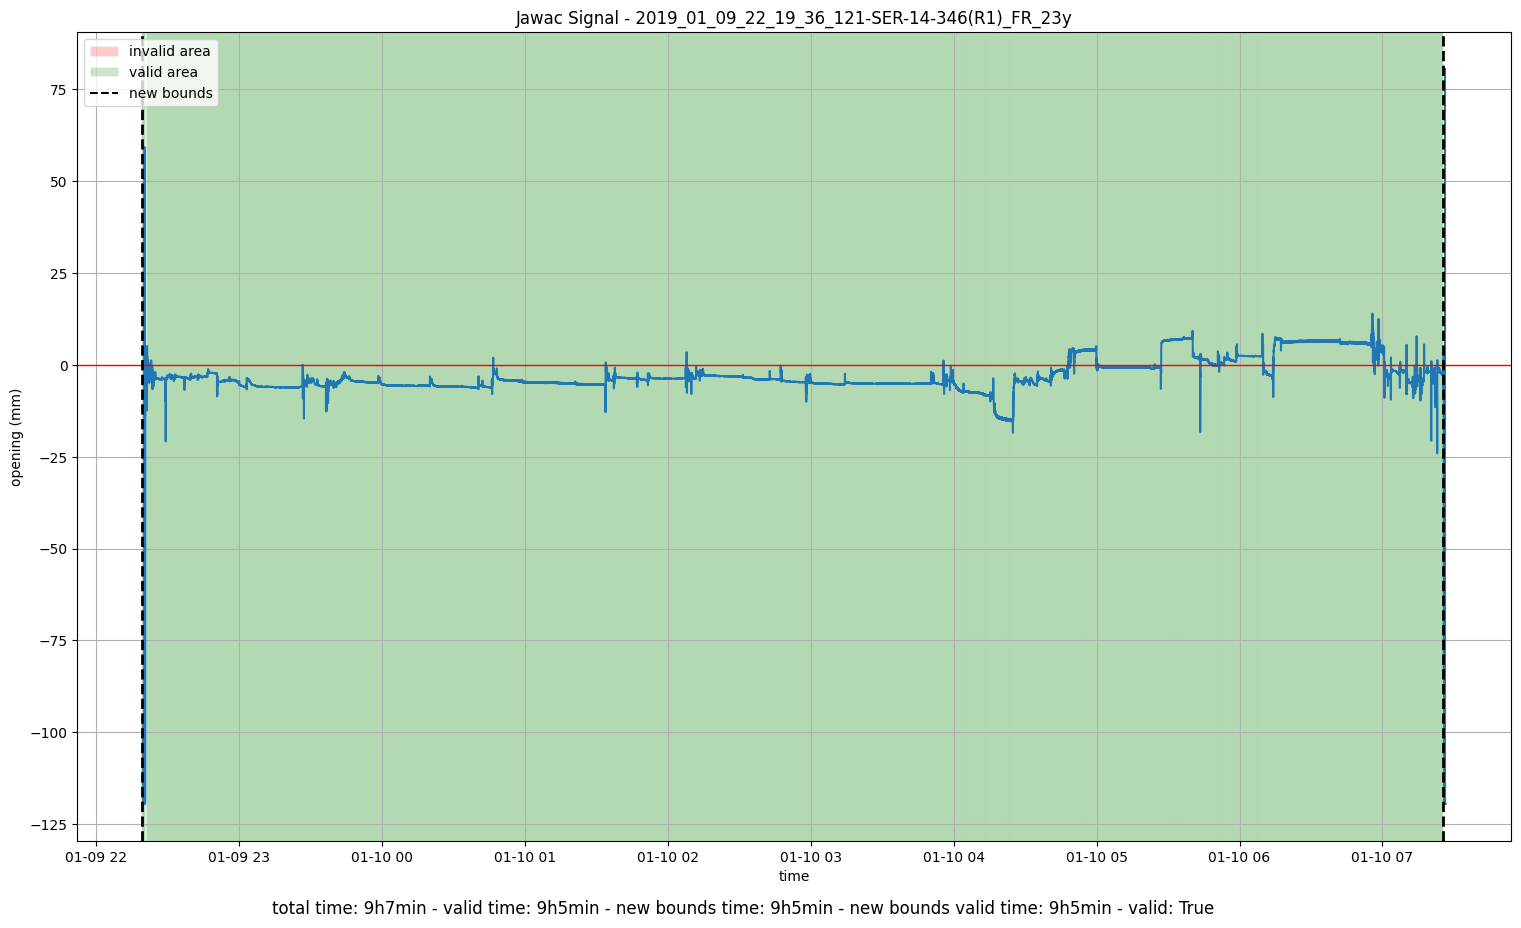 Jawac Signal - 2019_01_09_22_19_36_121-SER-14-346(R1)_FR_23y
invalid area
valid area
new bounds
75
50
25
0
−25
−50
−75
−100
−125
opening (mm)
01-09 22 01-09 23 01-10 00 01-10 01 01-10 02 01-10 03 01-10 04 01-10 05 01-10 06 01-10 07
time
total time: 9h7min - valid time: 9h5min - new bounds time: 9h5min - new bounds valid time: 9h5min - valid: True